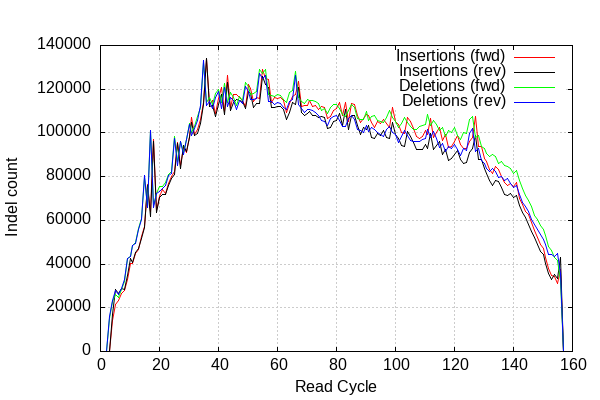 140000
120000
100000
80000
60000
40000
20000
0
Indel count
Insertions (fwd)
Insertions (rev)
Deletions (fwd)
Deletions (rev)
0 20 40 60 80 100 120 140 160
Read Cycle